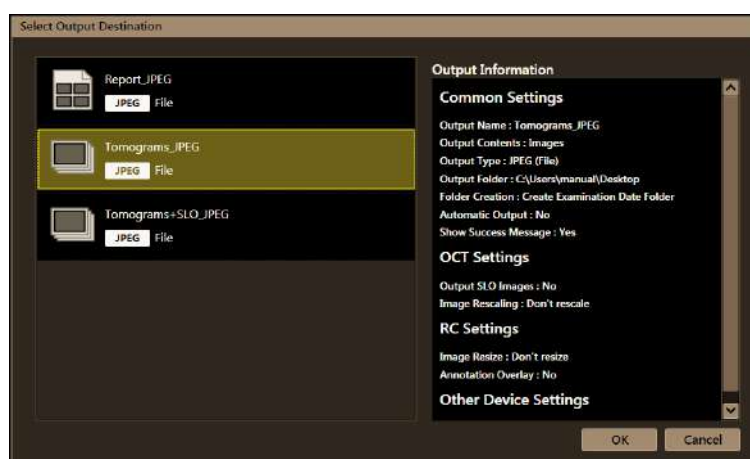 Select Output Destination
Report_JPEG
JPEG File
Tomograms_JPEG
JPEG File
Tomograms+SLO_JPEG
JPEG File
Output Information
Common Settings
Output Name : Tomograms_JPEG
Output Contents : Images
Output Type : JPEG (File)
Output Folder : C:\Users\manual\Desktop
Folder Creation : Create Examination Date Folder
Automatic Output : No
Show Success Message : Yes
OCT Settings
Output SLO Images : No
Image Rescaling : Don't rescale
RC Settings
Image Resize : Don't resize
Annotation Overlay : No
Other Device Settings
OK Cancel